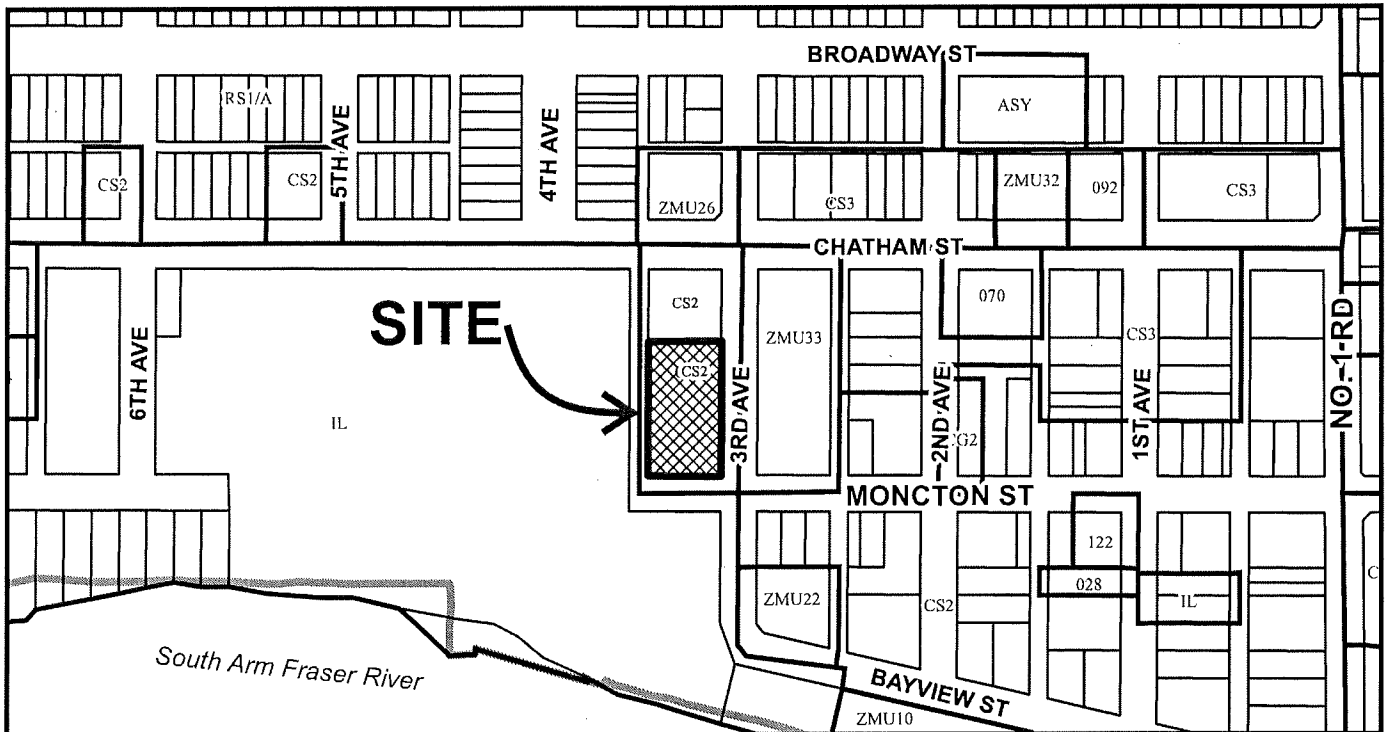 BROADWAY ST
RS1/A
5TH AVE
4TH AVE
ASY
CS2
CS2
ZMU26
CS3
ZMU32
092
CS3
CHATHAM ST
SITE
6TH AVE
IL
CS2
(CS2
3RD AVE
ZMU33
2ND AVE
070
CS3
1ST AVE
NO. 1 RD
MONCTON ST
122
028
IL
ZMU22
CS2
South Arm Fraser River
BAYVIEW ST
ZMU10